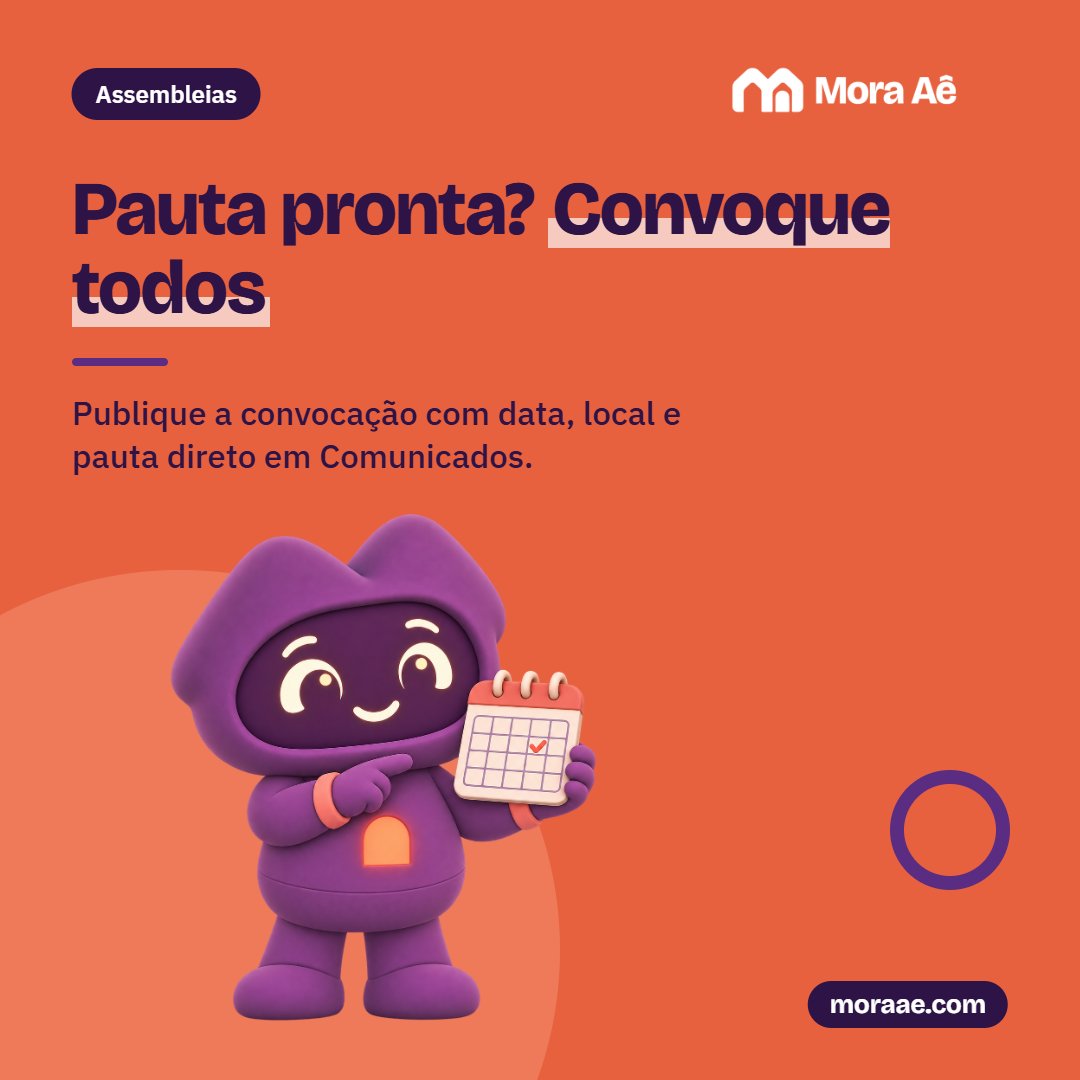 Assembleias
Mora Aê
Pauta pronta? Convoque
todos
Publique a convocação com data, local e
pauta direto em Comunicados.
moraae.com